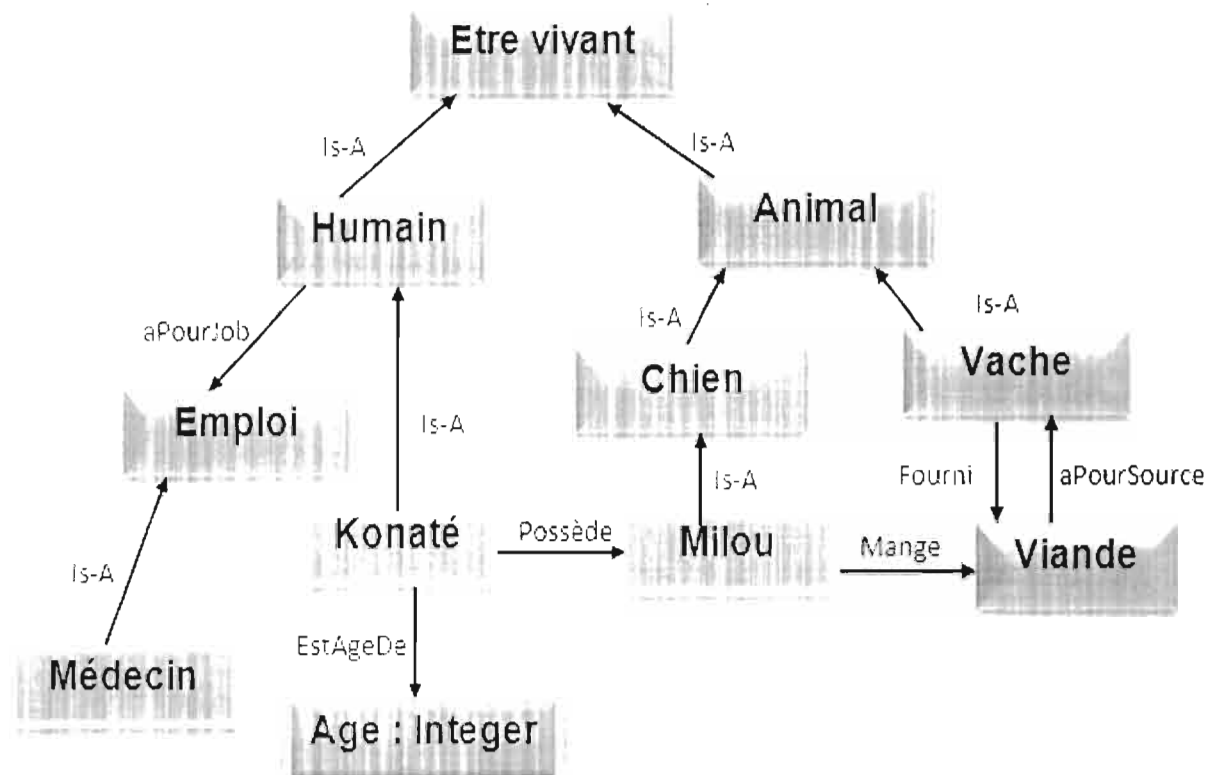 Etre vivant
Is-A
Is-A
Humain
Animal
aPourJob
Is-A
Is-A
Chien
Vache
Emploi
Is-A
Is-A
Fourni
aPourSource
Konaté
Possède
Milou
Mange
Viande
Is-A
EstAgeDe
Médecin
Age : Integer